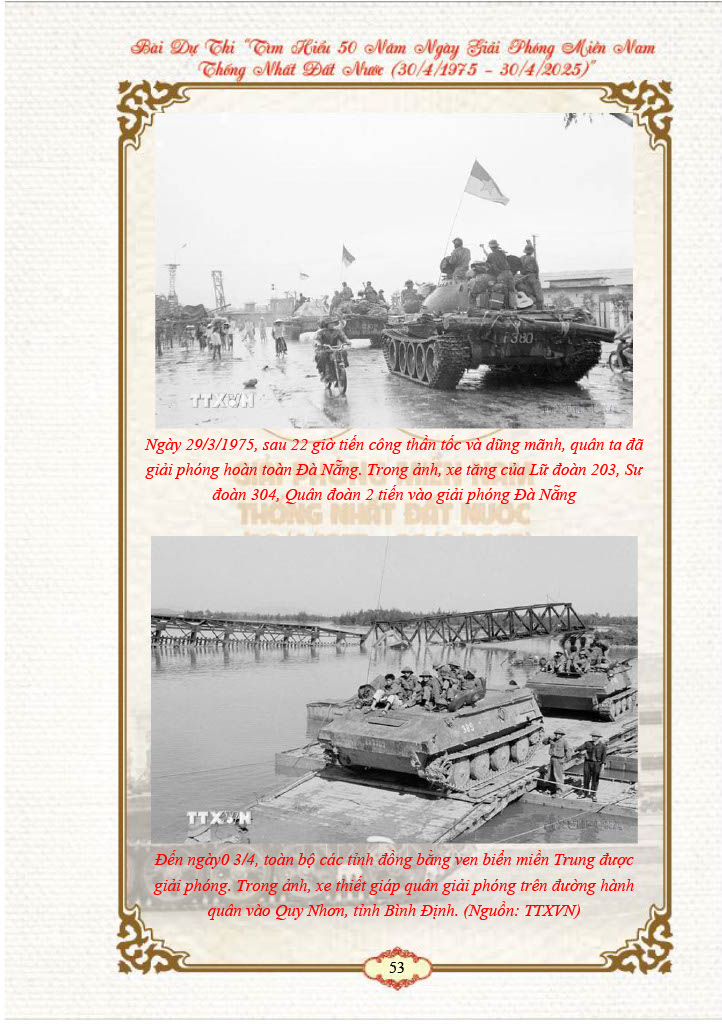 Bài Dự Thi “Tìm Hiểu 50 Năm Ngày Giải Phóng Miền Nam
Thống Nhất Đất Nước (30/4/1975 – 30/4/2025)”
380
TTXVN
Ngày 29/3/1975, sau 22 giờ tiến công thần tốc và dũng mãnh, quân ta đã
giải phóng hoàn toàn Đà Nẵng. Trong ảnh, xe tăng của Lữ đoàn 203, Sư
đoàn 304, Quân đoàn 2 tiến vào giải phóng Đà Nẵng
THỐNG NHẤT ĐẤT NƯỚC
TTXVN
Đến ngày0 3/4, toàn bộ các tỉnh đồng bằng ven biển miền Trung được
giải phóng. Trong ảnh, xe thiết giáp quân giải phóng trên đường hành
quân vào Quy Nhơn, tỉnh Bình Định. (Nguồn: TTXVN)
53